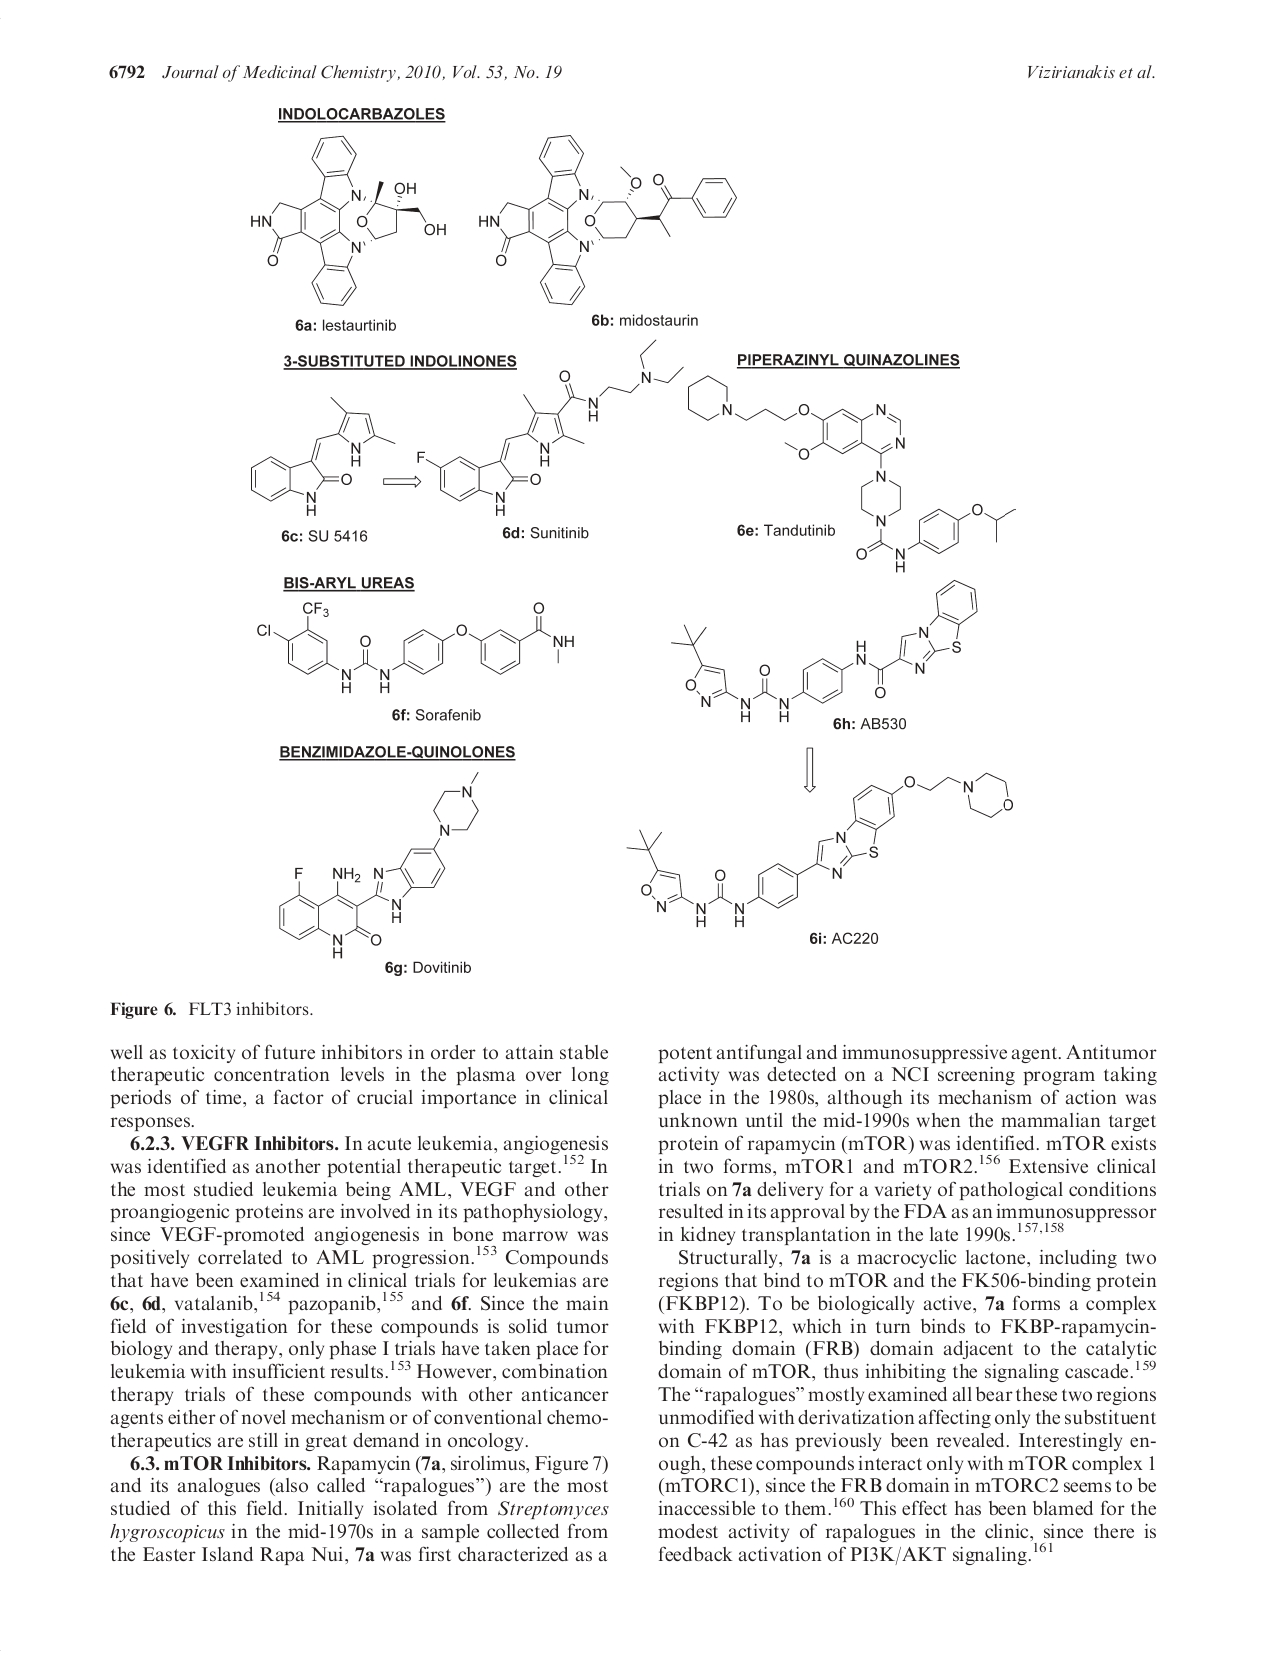 6792 Journal of Medicinal Chemistry, 2010, Vol. 53, No. 19
Vizirianakis et al.
INDOLOCARBAZOLES
N
OH
O
HN
OH
N
O
6a: lestaurtinib
N
O
O
O
HN
N
O
6b: midostaurin
3-SUBSTITUTED INDOLINONES
N
H
O
N
H
6c: SU 5416
O
N
N
H
F
N
H
O
N
H
6d: Sunitinib
PIPERAZINYL QUINAZOLINES
N
O
N
O
N
N
N
O
O
N
H
6e: Tandutinib
BIS-ARYL UREAS
CF3
Cl
O
O
O
NH
N
H
N
H
6f: Sorafenib
N
S
H
N
N
O
O
O
N
N
H
N
H
6h: AB530
BENZIMIDAZOLE-QUINOLONES
N
N
F
NH2
N
N
H
N
H
O
6g: Dovitinib
O
N
O
N
S
N
O
O
N
N
H
N
H
6i: AC220
Figure 6. FLT3 inhibitors.
well as toxicity of future inhibitors in order to attain stable
therapeutic concentration levels in the plasma over long
periods of time, a factor of crucial importance in clinical
responses.
6.2.3. VEGFR Inhibitors. In acute leukemia, angiogenesis
was identified as another potential therapeutic target.152 In
the most studied leukemia being AML, VEGF and other
proangiogenic proteins are involved in its pathophysiology,
since VEGF-promoted angiogenesis in bone marrow was
positively correlated to AML progression.153 Compounds
that have been examined in clinical trials for leukemias are
6c, 6d, vatalanib,154 pazopanib,155 and 6f. Since the main
field of investigation for these compounds is solid tumor
biology and therapy, only phase I trials have taken place for
leukemia with insufficient results.153 However, combination
therapy trials of these compounds with other anticancer
agents either of novel mechanism or of conventional chemo-
therapeutics are still in great demand in oncology.
6.3. mTOR Inhibitors. Rapamycin (7a, sirolimus, Figure 7)
and its analogues (also called “rapalogues”) are the most
studied of this field. Initially isolated from Streptomyces
hygroscopicus in the mid-1970s in a sample collected from
the Easter Island Rapa Nui, 7a was first characterized as a
potent antifungal and immunosuppressive agent. Antitumor
activity was detected on a NCI screening program taking
place in the 1980s, although its mechanism of action was
unknown until the mid-1990s when the mammalian target
protein of rapamycin (mTOR) was identified. mTOR exists
in two forms, mTOR1 and mTOR2.156 Extensive clinical
trials on 7a delivery for a variety of pathological conditions
resulted in its approval by the FDA as an immunosuppressor
in kidney transplantation in the late 1990s.157,158
Structurally, 7a is a macrocyclic lactone, including two
regions that bind to mTOR and the FK506-binding protein
(FKBP12). To be biologically active, 7a forms a complex
with FKBP12, which in turn binds to FKBP-rapamycin-
binding domain (FRB) domain adjacent to the catalytic
domain of mTOR, thus inhibiting the signaling cascade.159
The “rapalogues” mostly examined all bear these two regions
unmodified with derivatization affecting only the substituent
on C-42 as has previously been revealed. Interestingly en-
ough, these compounds interact only with mTOR complex 1
(mTORC1), since the FRB domain in mTORC2 seems to be
inaccessible to them.160 This effect has been blamed for the
modest activity of rapalogues in the clinic, since there is
feedback activation of PI3K/AKT signaling.161